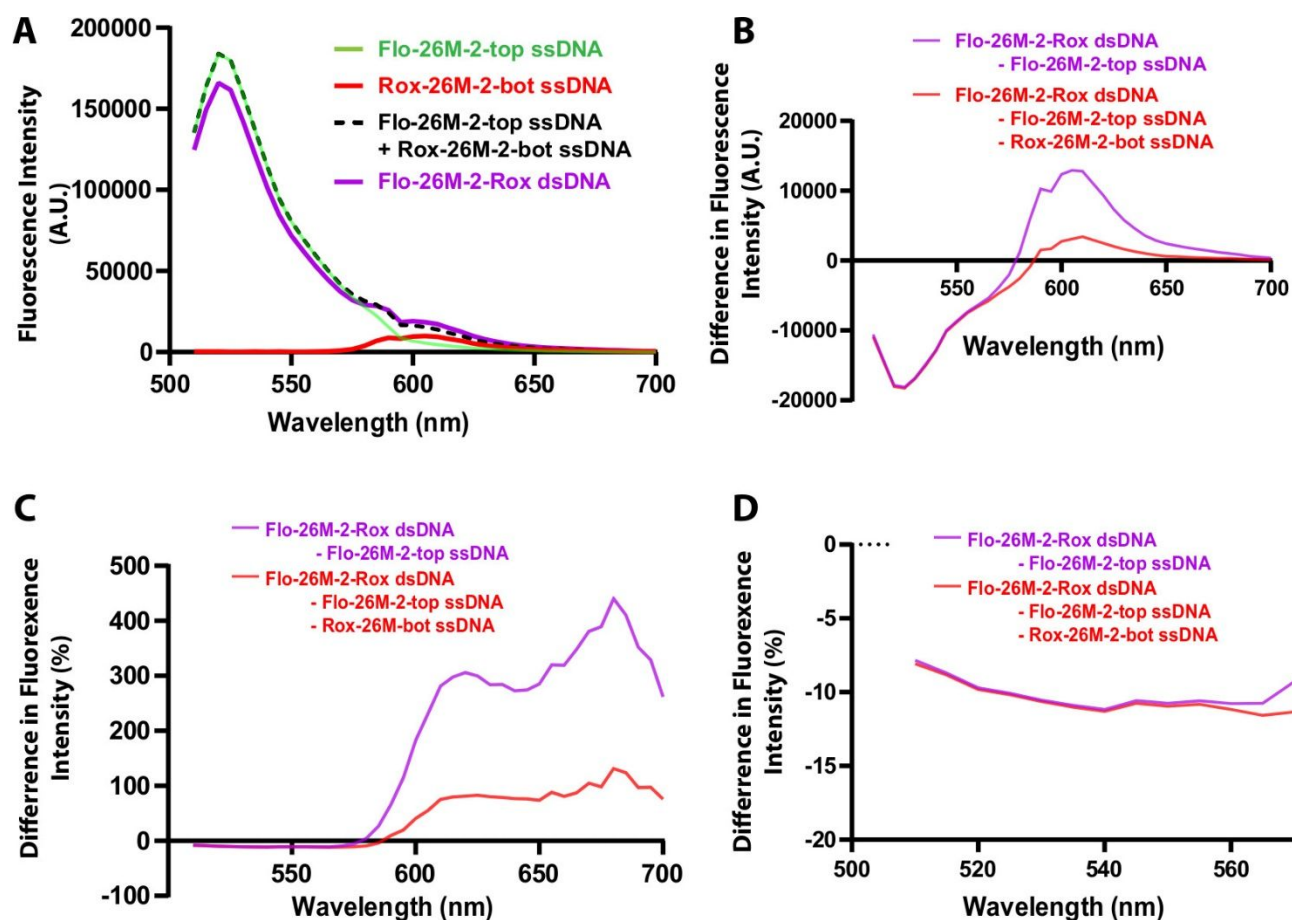 A
Fluorescence Intensity
(A.U.)
200000
150000
100000
50000
0
500
550
600
650
700
Wavelength (nm)
Flo-26M-2-top ssDNA
Rox-26M-2-bot ssDNA
Flo-26M-2-top ssDNA
+ Rox-26M-2-bot ssDNA
Flo-26M-2-Rox dsDNA
B
Flo-26M-2-Rox dsDNA
- Flo-26M-2-top ssDNA
Flo-26M-2-Rox dsDNA
- Flo-26M-2-top ssDNA
- Rox-26M-2-bot ssDNA
Difference in Fluorescence
Intensity (A.U.)
20000
10000
0
-10000
-20000
550
600
650
700
Wavelength (nm)
C
Flo-26M-2-Rox dsDNA
- Flo-26M-2-top ssDNA
Flo-26M-2-Rox dsDNA
- Flo-26M-2-top ssDNA
- Rox-26M-bot ssDNA
Differrence in Fluorexence
Intensity (%)
500
400
300
200
100
0
-100
550
600
650
700
Wavelength (nm)
D
Flo-26M-2-Rox dsDNA
- Flo-26M-2-top ssDNA
Flo-26M-2-Rox dsDNA
- Flo-26M-2-top ssDNA
- Rox-26M-2-bot ssDNA
Difference in Fluorescence
Intensity (%)
0
-5
-10
-15
-20
500
520
540
560
Wavelength (nm)